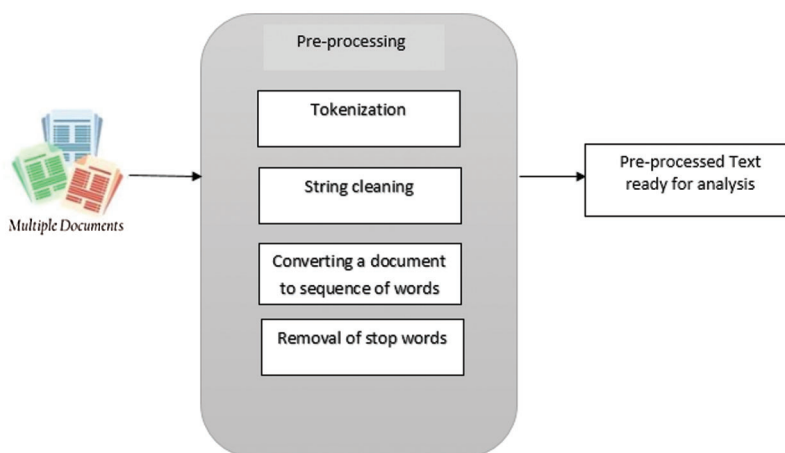 Pre-processing
Tokenization
String cleaning
Converting a document
to sequence of words
Removal of stop words
Multiple Documents
Pre-processed Text
ready for analysis